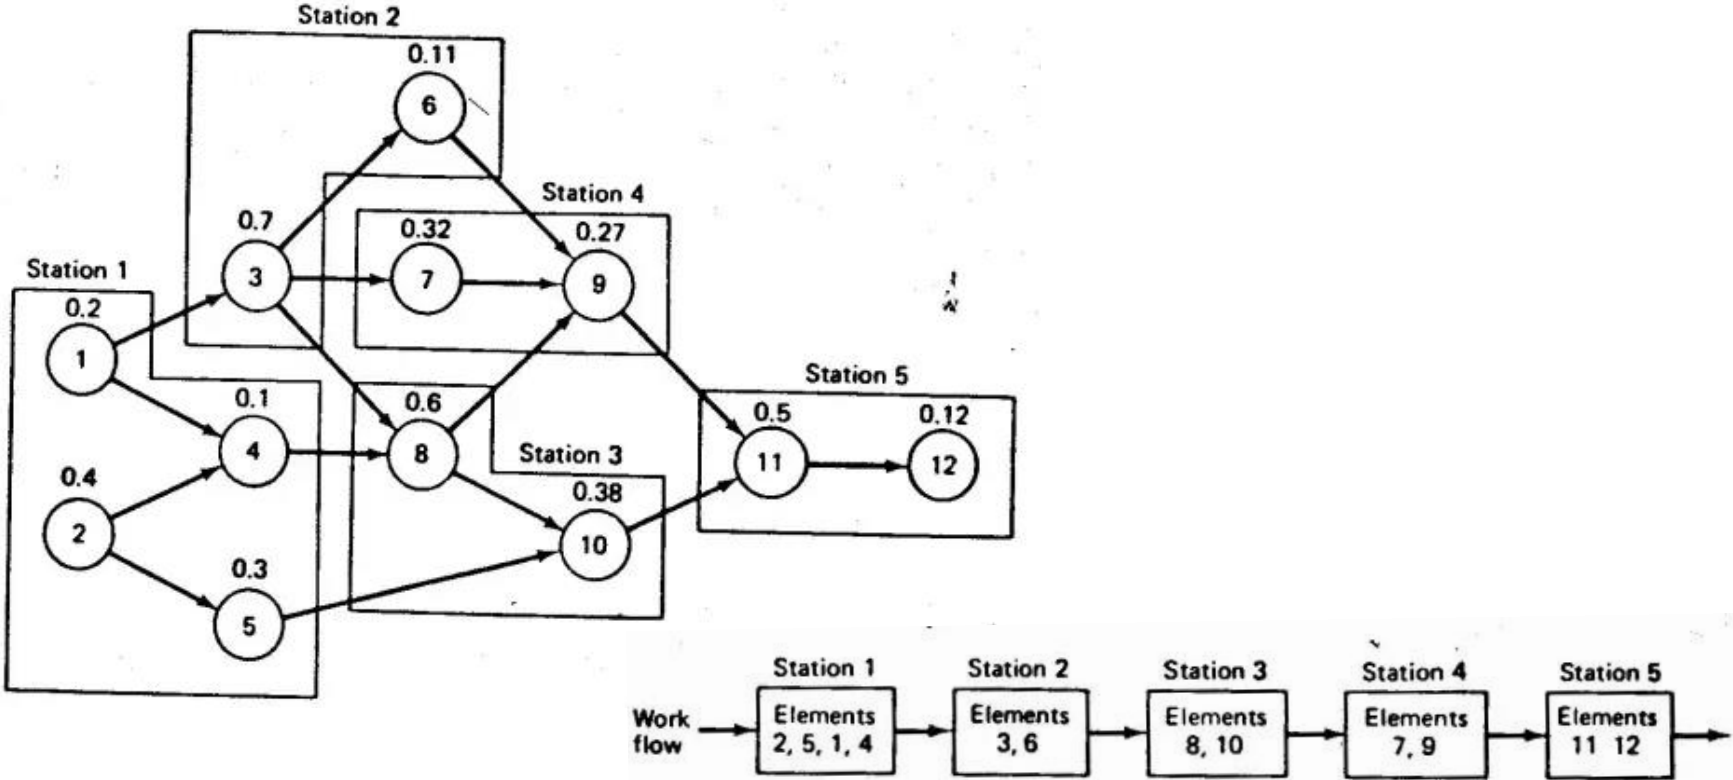 Station 2
0.11
6
Station 4
0.7
0.32
0.27
3
7
9
Station 1
0.2
1
Station 5
0.1
0.6
0.5
0.12
4
8
Station 3
11
12
0.4
0.38
2
10
0.3
5
Station 1
Station 2
Station 3
Station 4
Station 5
Work
flow
Elements
2, 5, 1, 4
Elements
3, 6
Elements
8, 10
Elements
7, 9
Elements
11 12